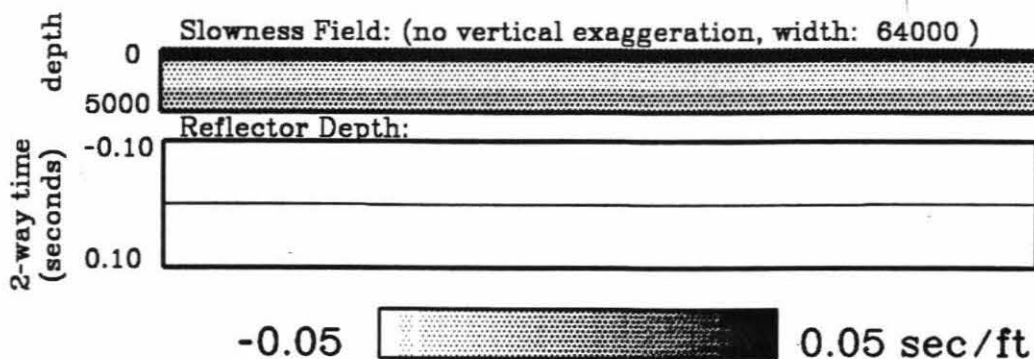 Slowness Field: (no vertical exaggeration, width: 64000 )
depth
0
5000
Reflector Depth:
2-way time
(seconds)
-0.10
0.10
-0.05 0.05 sec/ft